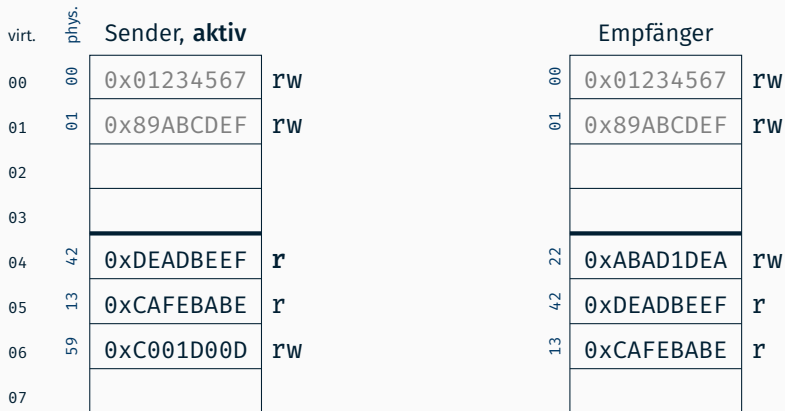 virt. phys. Sender, aktiv Empfänger
00 00 0x01234567 rw 00 0x01234567 rw
01 01 0x89ABCDEF rw 01 0x89ABCDEF rw
02
03
04 42 0xDEADBEEF r 22 0xABAD1DEA rw
05 13 0xCAFEBABE r 42 0xDEADBEEF r
06 59 0xC001D00D rw 13 0xCAFEBABE r
07